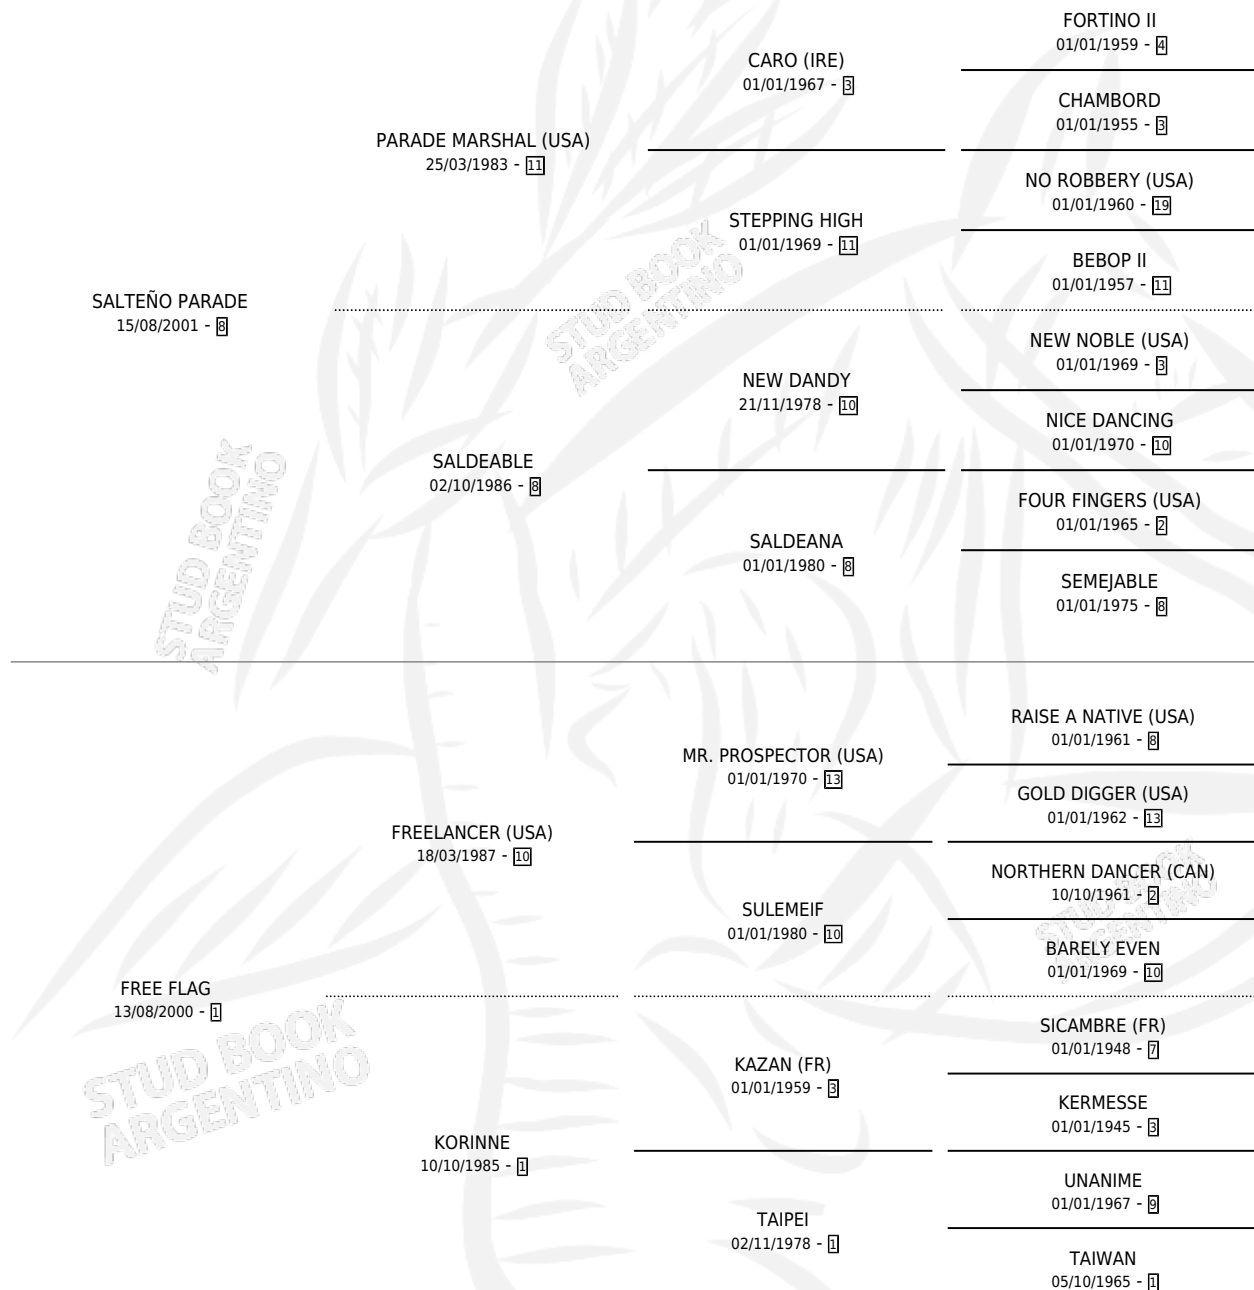 FORTINO II
01/01/1959 - 4
CARO (IRE)
01/01/1967 - 3
CHAMBORD
01/01/1955 - 3
PARADE MARSHAL (USA)
25/03/1983 - 11
NO ROBBERY (USA)
01/01/1960 - 19
STEPPING HIGH
01/01/1969 - 11
BEBOP II
01/01/1957 - 11
SALTEÑO PARADE
15/08/2001 - 8
NEW NOBLE (USA)
01/01/1969 - 3
NEW DANDY
21/11/1978 - 10
NICE DANCING
01/01/1970 - 10
SALDEABLE
02/10/1986 - 8
FOUR FINGERS (USA)
01/01/1965 - 2
SALDEANA
01/01/1980 - 8
SEMEJABLE
01/01/1975 - 8
STUD BOOK
ARGENTINO
STUD BOOK
ARGENTINO
RAISE A NATIVE (USA)
01/01/1961 - 8
MR. PROSPECTOR (USA)
01/01/1970 - 13
GOLD DIGGER (USA)
01/01/1962 - 13
FREELANCER (USA)
18/03/1987 - 10
NORTHERN DANCER (CAN)
10/10/1961 - 2
SULEMEIF
01/01/1980 - 10
BARELY EVEN
01/01/1969 - 10
FREE FLAG
13/08/2000 - 1
SICAMBRE (FR)
01/01/1948 - 7
KAZAN (FR)
01/01/1959 - 3
KERMESSE
01/01/1945 - 3
KORINNE
10/10/1985 - 1
UNANIME
01/01/1967 - 9
TAIPEI
02/11/1978 - 1
TAIWAN
05/10/1965 - 1
STUD BOOK
ARGENTINO
STUD BOOK
ARGENTINO